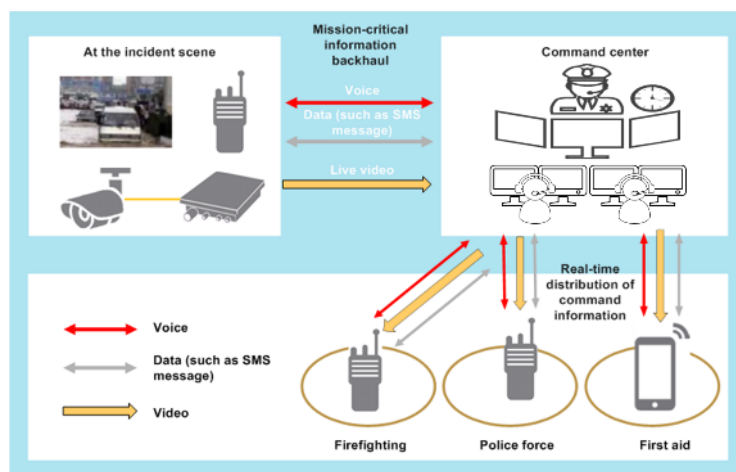 At the incident scene
Mission-critical
information
backhaul
Command center
Voice
Data (such as SMS
message)
Live video
Real-time
distribution of
command
information
Voice
Data (such as SMS
message)
Video
Firefighting
Police force
First aid